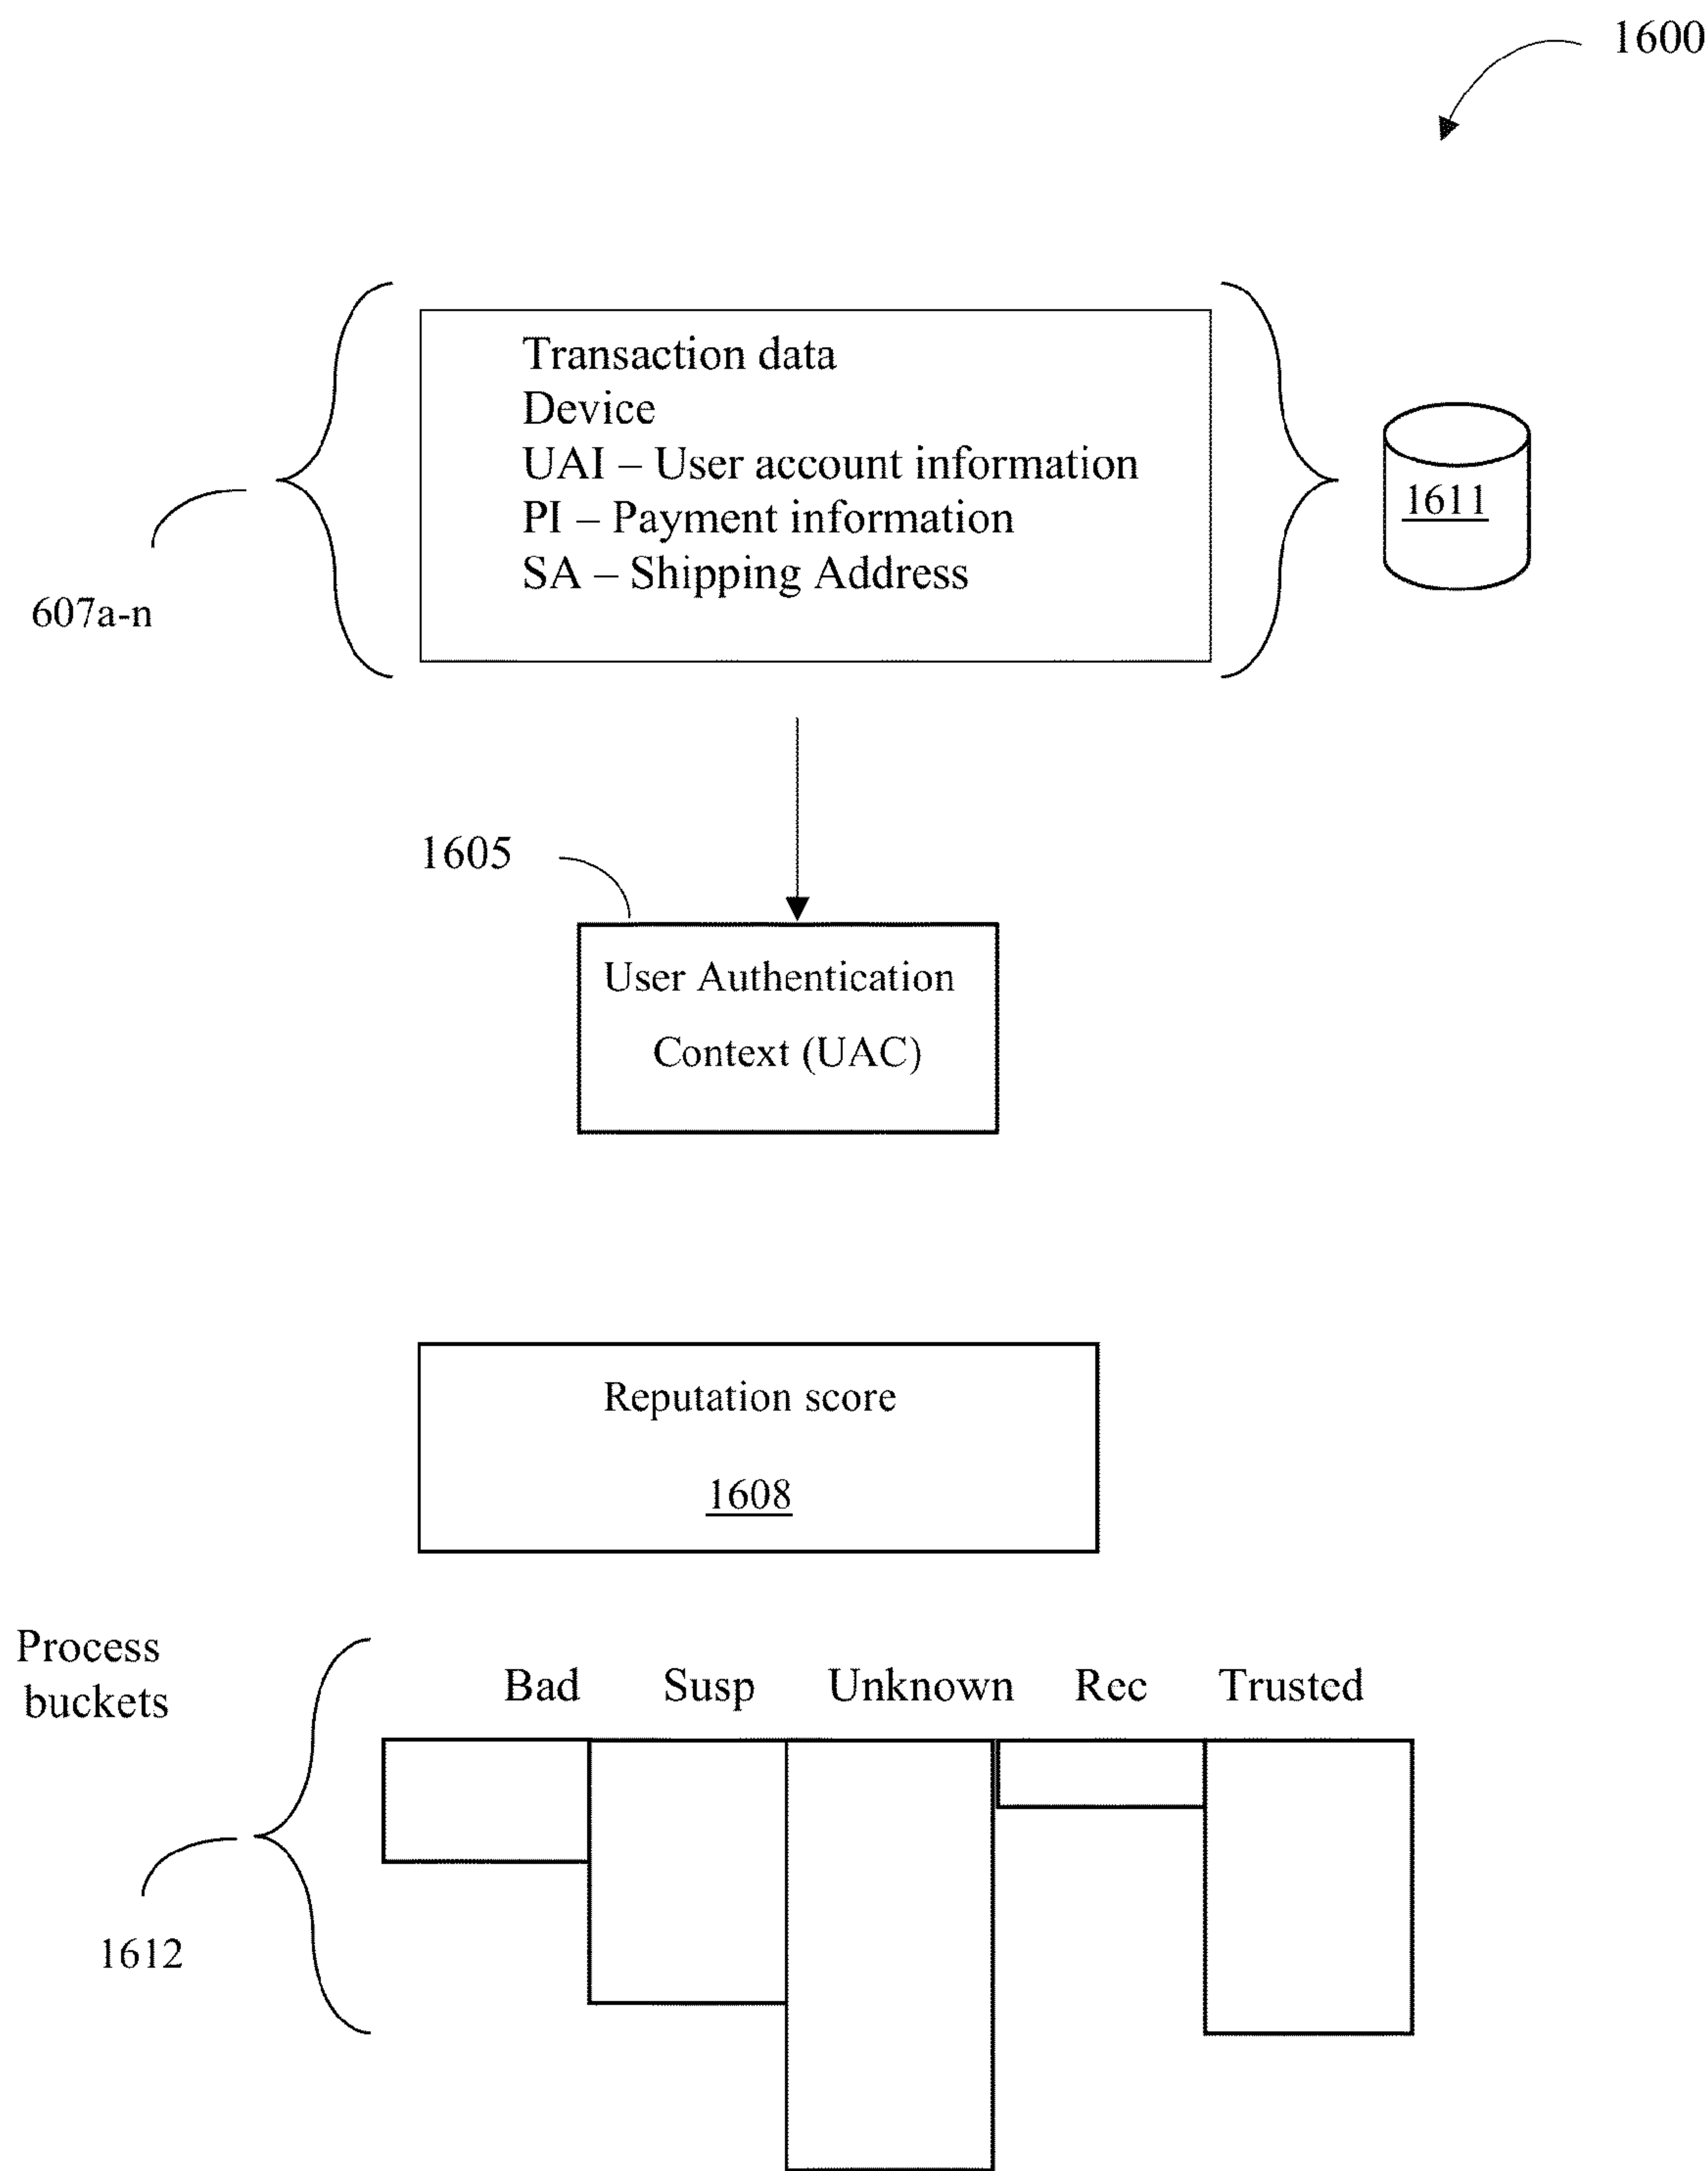 1600
Transaction data
Device
UAI – User account information
PI – Payment information
SA – Shipping Address
1611
607a-n
1605
User Authentication
Context (UAC)
Reputation score
1608
Process
buckets
Bad Susp Unknown Rec Trusted
1612